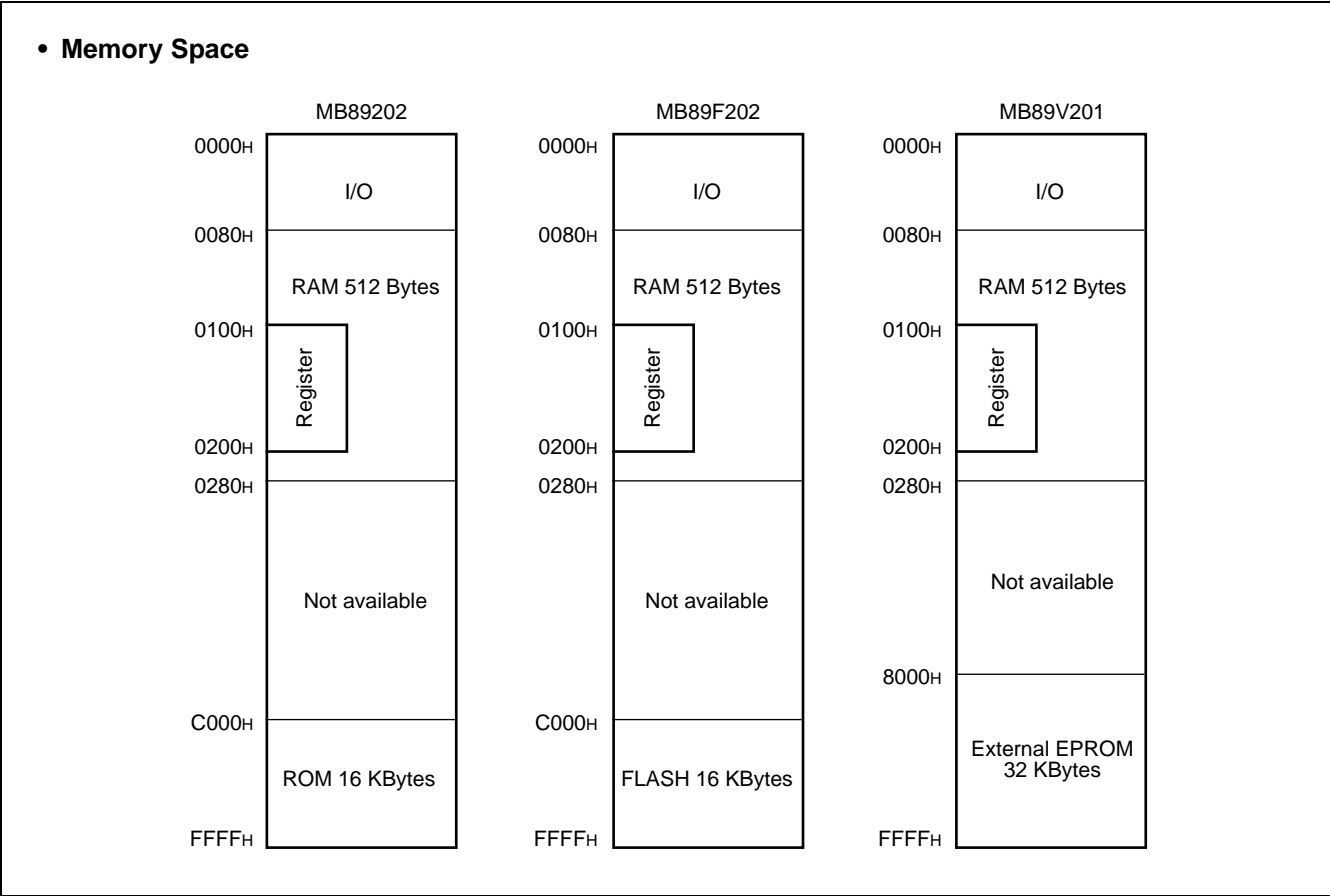 • Memory Space
MB89202
0000H
I/O
0080H
RAM 512 Bytes
0100H
Register
0200H
0280H
Not available
C000H
ROM 16 KBytes
FFFFH
MB89F202
0000H
I/O
0080H
RAM 512 Bytes
0100H
Register
0200H
0280H
Not available
C000H
FLASH 16 KBytes
FFFFH
MB89V201
0000H
I/O
0080H
RAM 512 Bytes
0100H
Register
0200H
0280H
Not available
8000H
External EPROM
32 KBytes
FFFFH